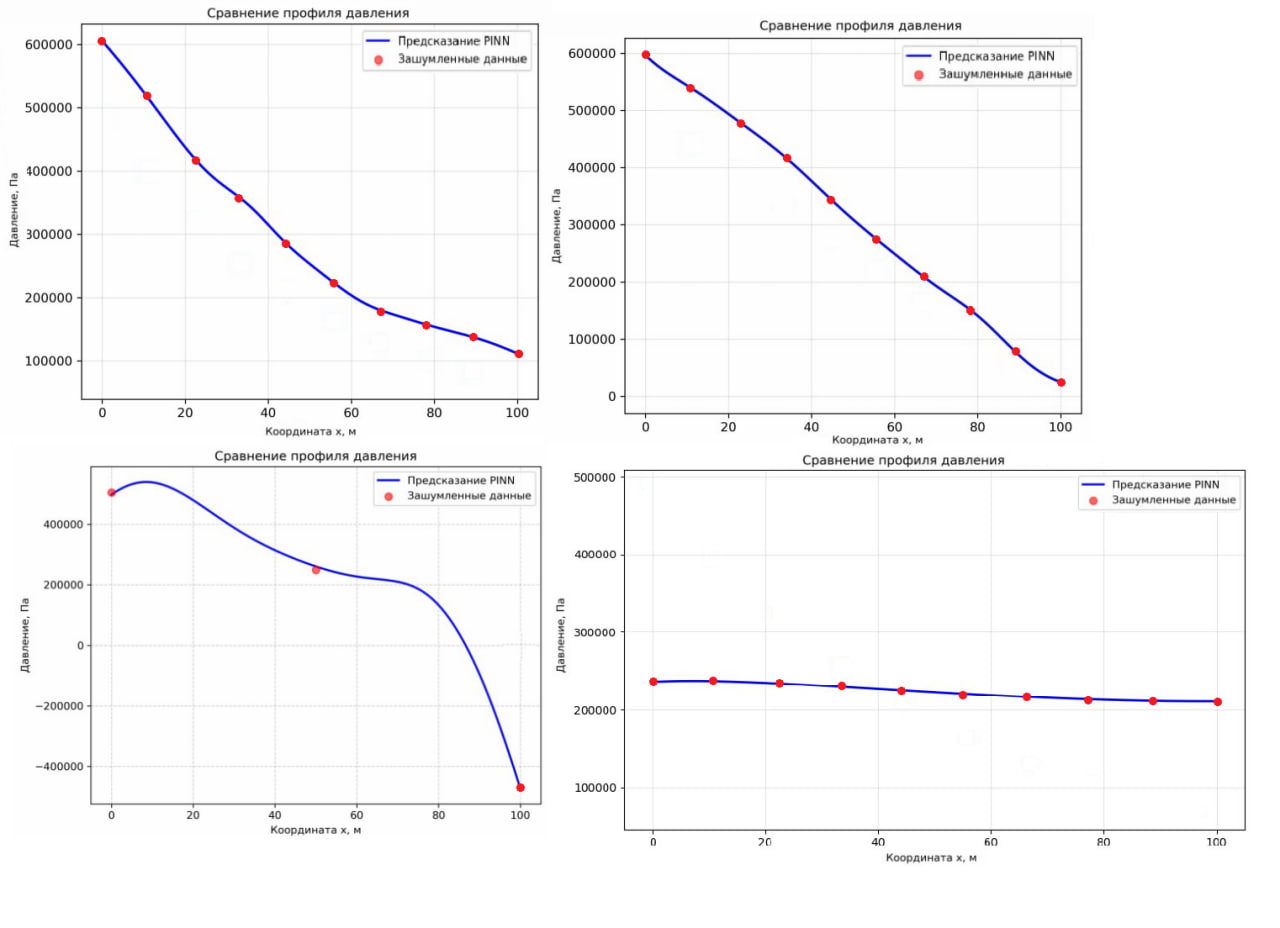 Сравнение профиля давления
Предсказание PINN
Зашумленные данные
600000
500000
400000
300000
200000
100000
Давление, Па
0 20 40 60 80 100
Координата x, м
Сравнение профиля давления
Предсказание PINN
Зашумленные данные
600000
500000
400000
300000
200000
100000
0
Давление, Па
0 20 40 60 80 100
Координата x, м
Сравнение профиля давления
Предсказание PINN
Зашумленные данные
400000
200000
0
−200000
−400000
Давление, Па
0 20 40 60 80 100
Координата x, м
Сравнение профиля давления
Предсказание PINN
Зашумленные данные
500000
400000
300000
200000
100000
Давление, Па
0 20 40 60 80 100
Координата x, м